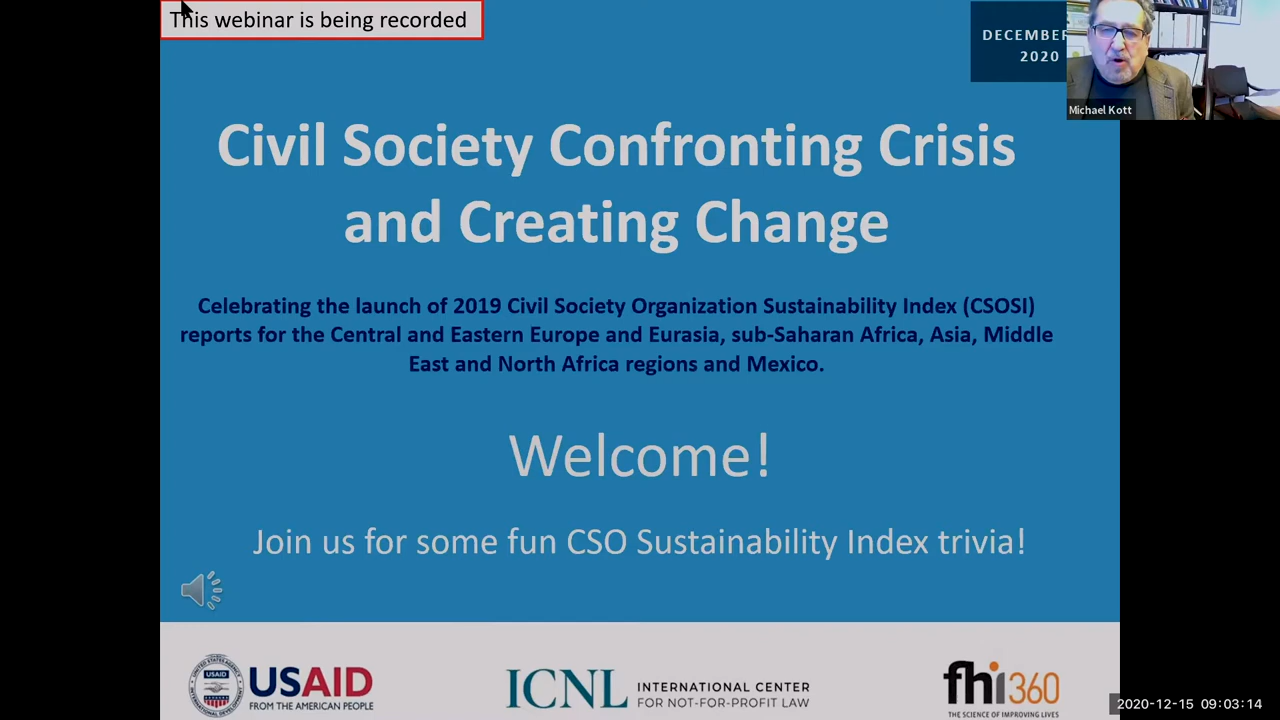 This webinar is being recorded
DECEMBER
2020
Michael Kott
Civil Society Confronting Crisis
and Creating Change
Celebrating the launch of 2019 Civil Society Organization Sustainability Index (CSOSI)
reports for the Central and Eastern Europe and Eurasia, sub-Saharan Africa, Asia, Middle
East and North Africa regions and Mexico.
Welcome!
Join us for some fun CSO Sustainability Index trivia!
USAID
USAID
FROM THE AMERICAN PEOPLE
ICNL
INTERNATIONAL CENTER
FOR NOT-FOR-PROFIT LAW
fhi360
THE SCIENCE OF IMPROVING LIVES
2020-12-15 09:03:14